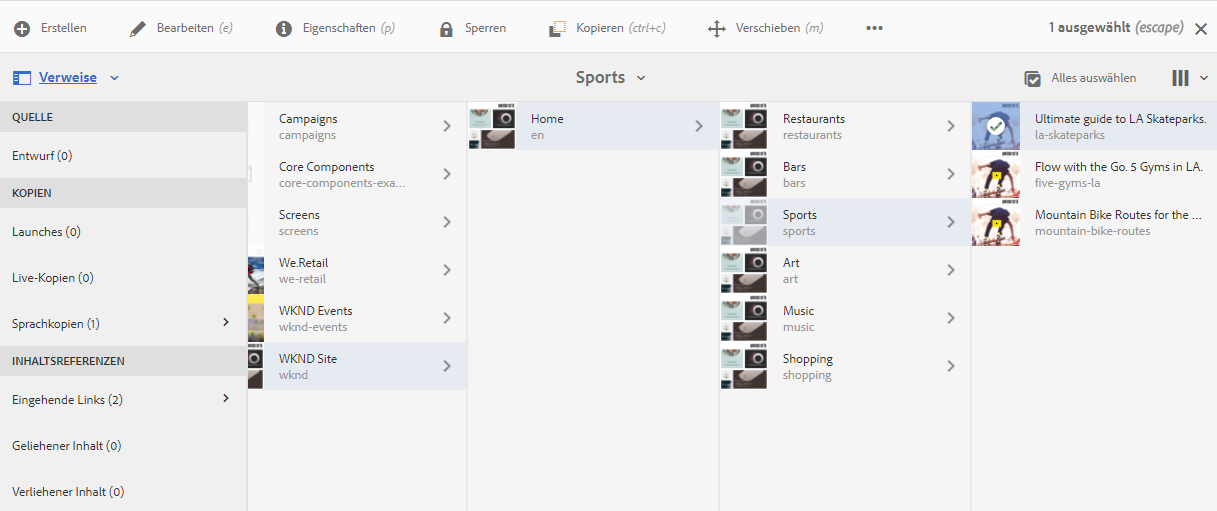 Erstellen
Bearbeiten (e)
Eigenschaften (p)
Sperren
Kopieren (ctrl+c)
Verschieben (m)
1 ausgewählt (escape)
Verweise
Sports
Alles auswählen
QUELLE
Entwurf (0)
KOPIEN
Launches (0)
Live-Kopien (0)
Sprachkopien (1)
INHALTSREFERENZEN
Eingehende Links (2)
Geliehener Inhalt (0)
Verliehener Inhalt (0)
Campaigns
campaigns
Core Components
core-components-exa...
Screens
screens
We.Retail
we-retail
WKND Events
wknd-events
WKND Site
wknd
Home
en
Restaurants
restaurants
Bars
bars
Sports
sports
Art
art
Music
music
Shopping
shopping
Ultimate guide to LA Skateparks.
la-skateparks
Flow with the Go. 5 Gyms in LA.
five-gyms-la
Mountain Bike Routes for the ...
mountain-bike-routes